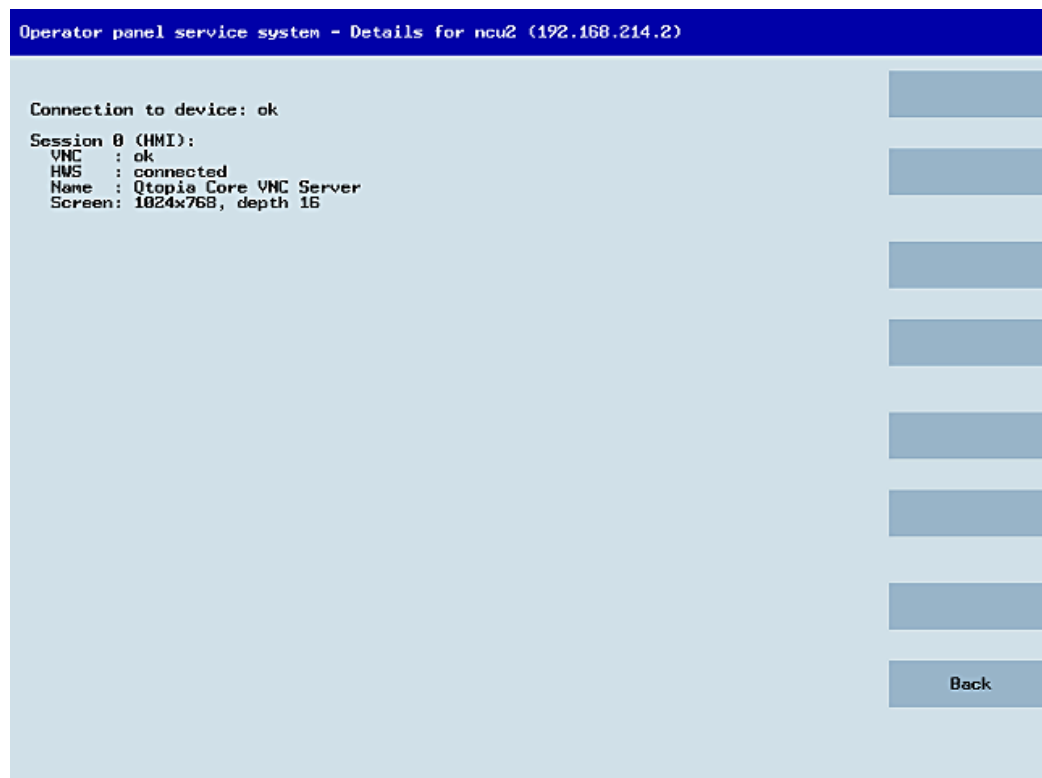 Operator panel service system - Details for ncu2 (192.168.214.2)
Connection to device: ok
Session 0 (HMI):
VNC : ok
HWS : connected
Name : Qtopia Core VNC Server
Screen: 1024x768, depth 16
Back